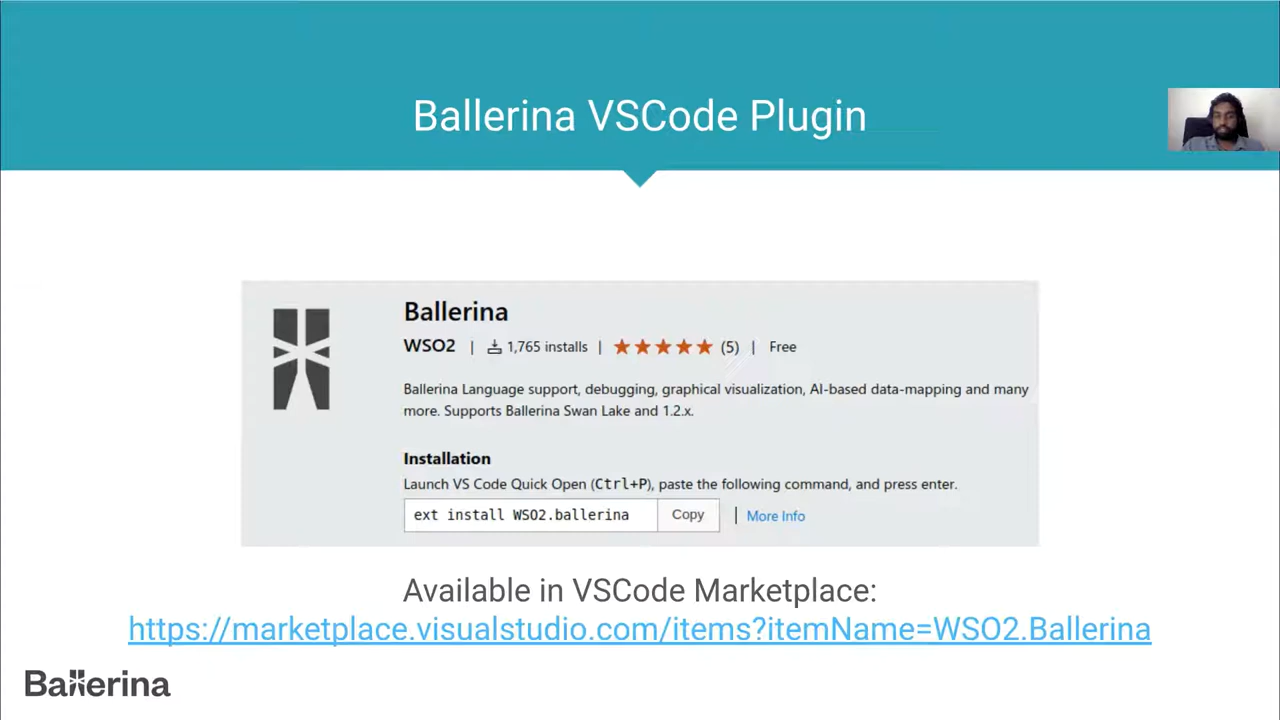 Ballerina VSCode Plugin
Ballerina
WSO2 | 1,765 installs | (5) | Free
Ballerina Language support, debugging, graphical visualization, AI-based data-mapping and many
more. Supports Ballerina Swan Lake and 1.2.x.
Installation
Launch VS Code Quick Open (Ctrl+P), paste the following command, and press enter.
ext install WSO2.ballerina Copy | More Info
Available in VSCode Marketplace:
https://marketplace.visualstudio.com/items?itemName=WSO2.Ballerina
Ballerina